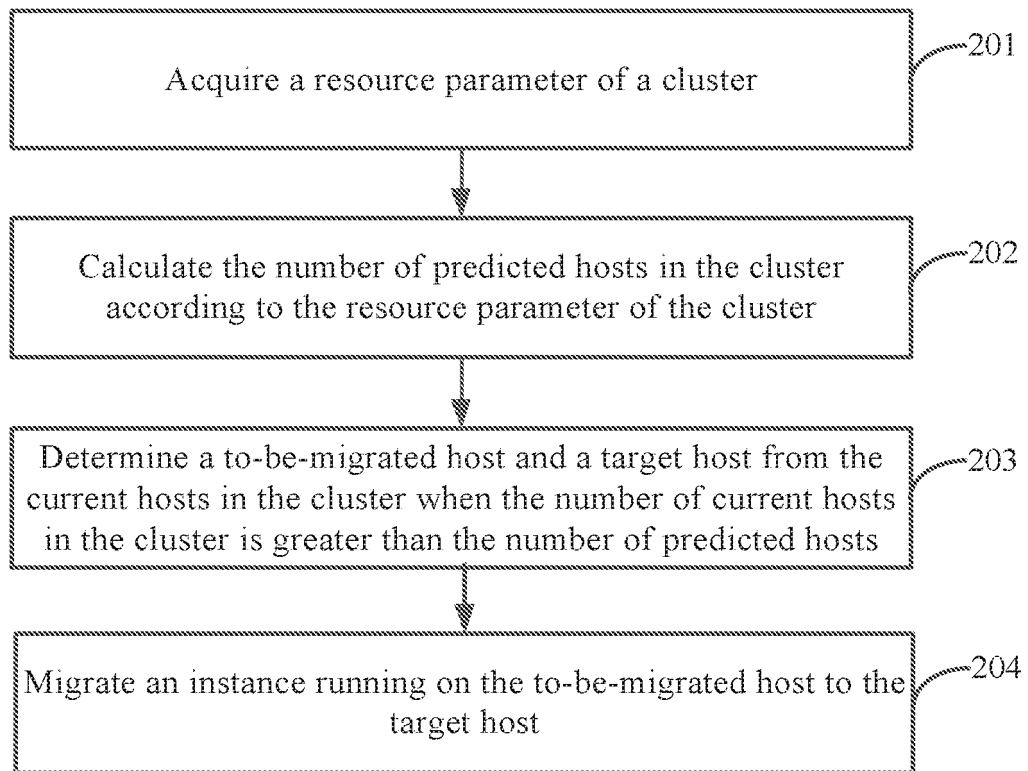 Acquire a resource parameter of a cluster
201
Calculate the number of predicted hosts in the cluster
according to the resource parameter of the cluster
202
Determine a to-be-migrated host and a target host from the
current hosts in the cluster when the number of current hosts
in the cluster is greater than the number of predicted hosts
203
Migrate an instance running on the to-be-migrated host to the
target host
204